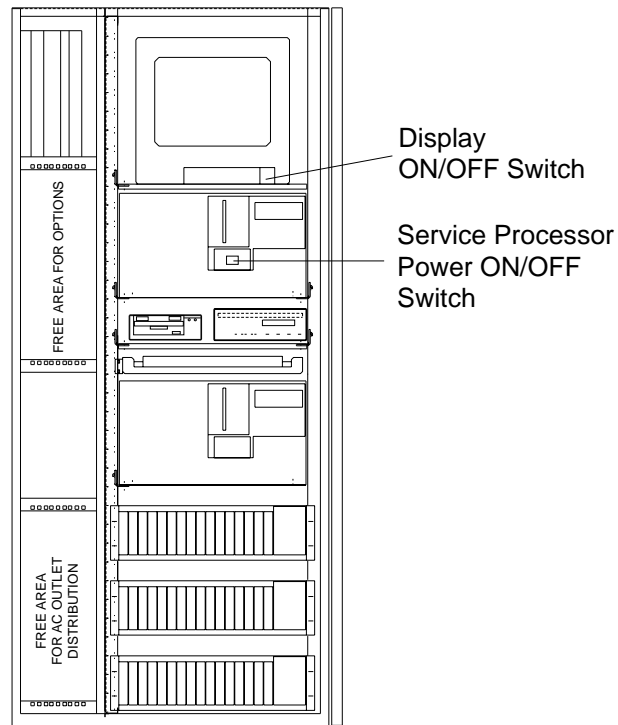 Display
ON/OFF Switch
Service Processor
Power ON/OFF
Switch
FREE AREA FOR OPTIONS
FREE AREA
FOR AC OUTLET
DISTRIBUTION